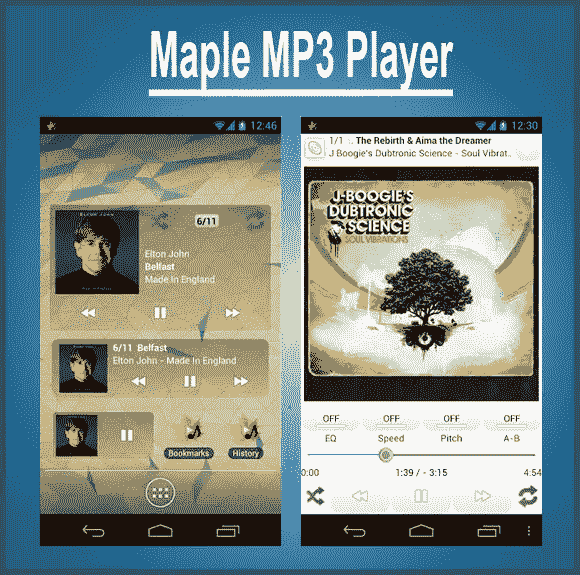 Maple MP3 Player
12:46
6/11
Elton John
Belfast
Made In England
6/11 Belfast
Elton John - Made In England
Bookmarks
History
12:30
1/1 :. The Rebirth & Aima the Dreamer
J Boogie's Dubtronic Science - Soul Vibrat..
J-BOOGIE'S
DUBTRONIC
SCIENCE
SOUL VIBRATIONS
OFF OFF OFF OFF
EQ Speed Pitch A-B
0:00 1:39 / - 3:15 4:54